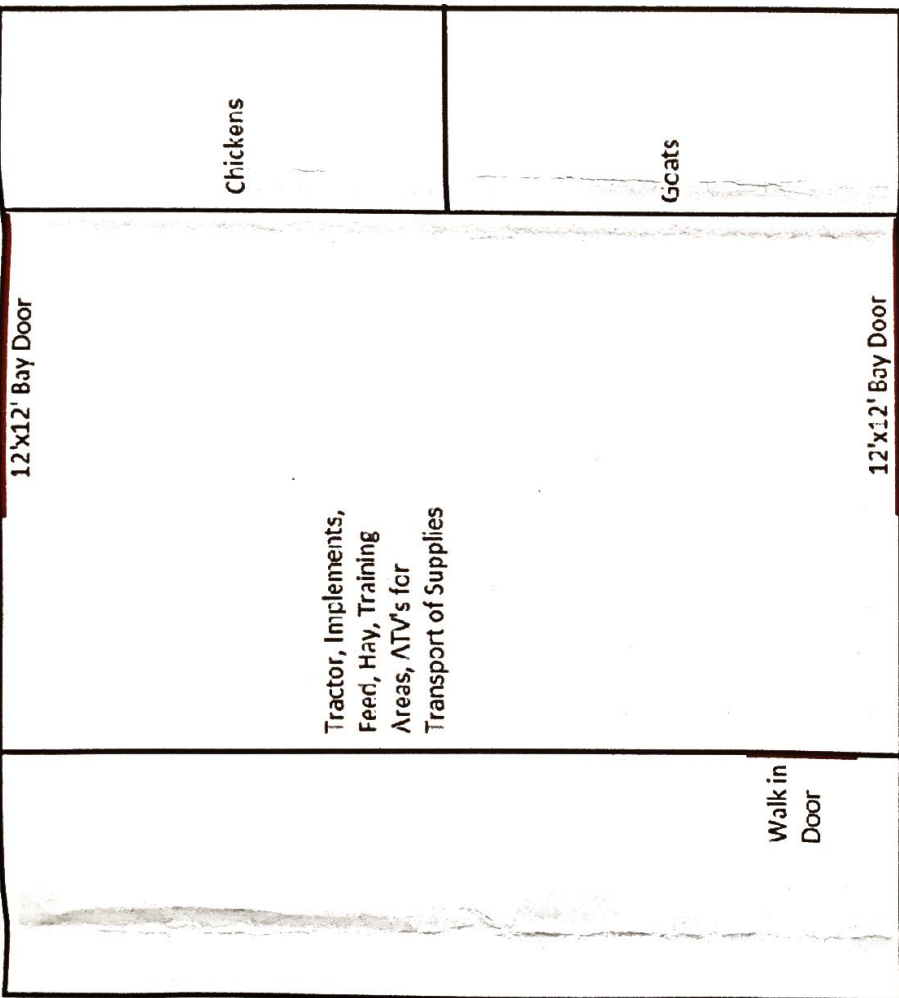 12'x12' Bay Door
Chickens
Tractor, Implements,
Feed, Hay, Training
Areas, ATV's for
Transport of Supplies
Goats
Walk in
Door
12'x12' Bay Door